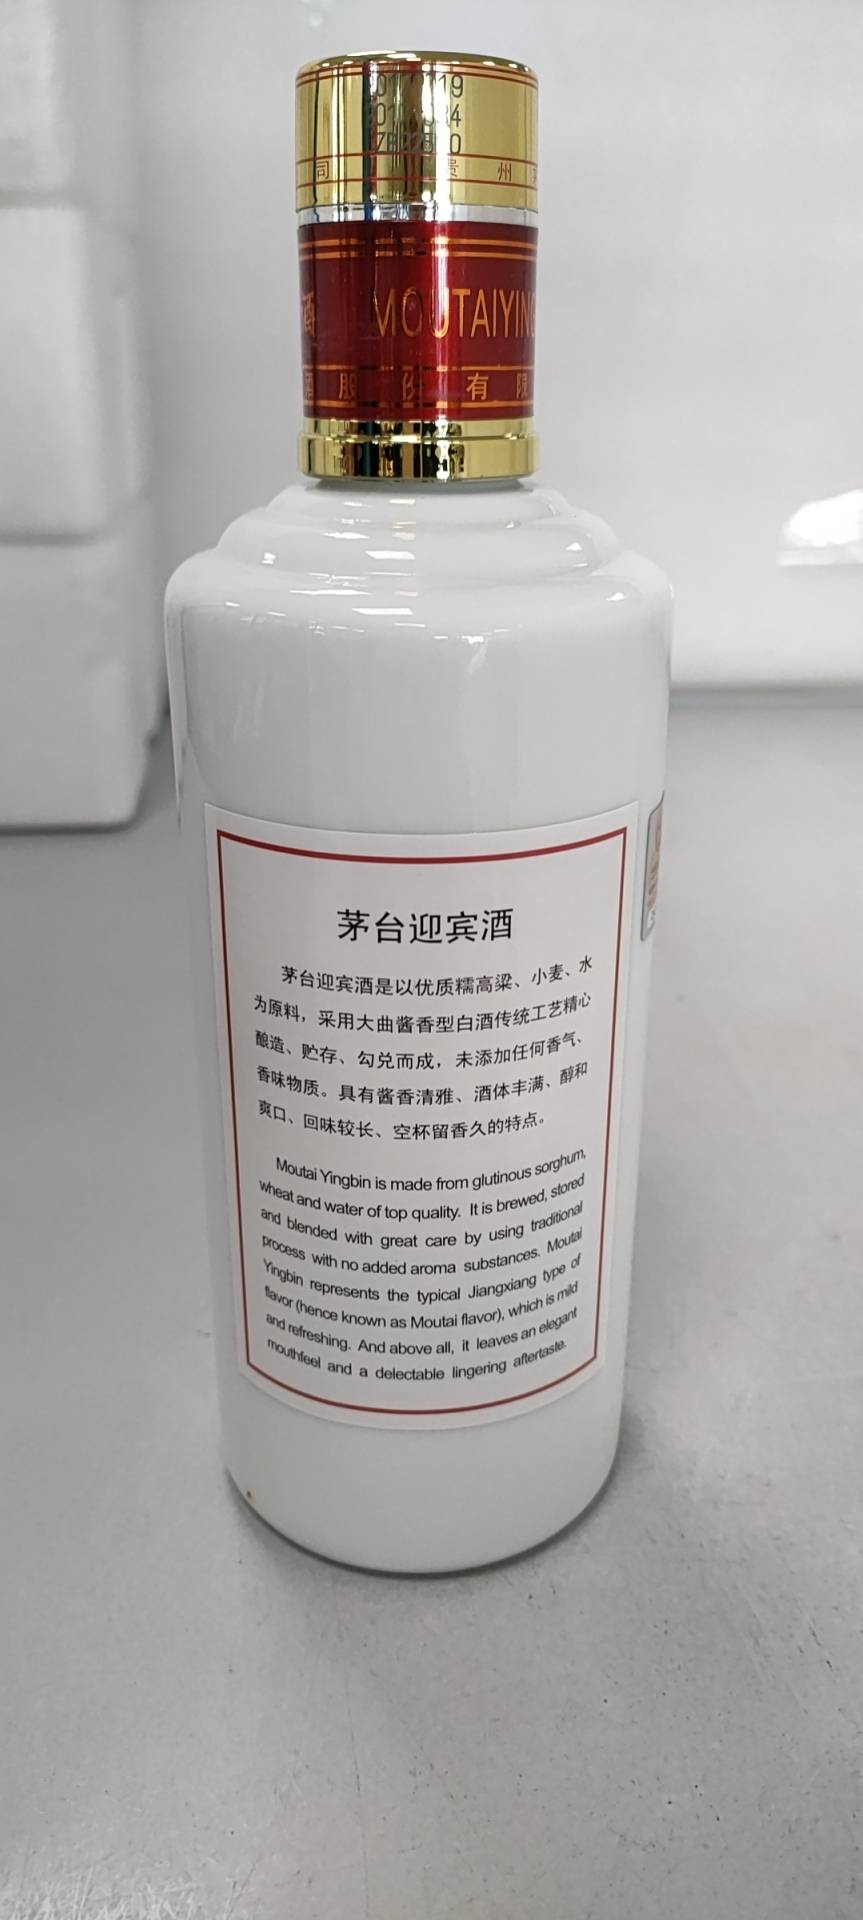 司 贵 州
酒 MOUTAIYING
酒 股 份 有 限
茅台迎宾酒
茅台迎宾酒是以优质糯高粱、小麦、水
为原料，采用大曲酱香型白酒传统工艺精心
酿造、贮存、勾兑而成，未添加任何香气、
香味物质。具有酱香清雅、酒体丰满、醇和
爽口、回味较长、空杯留香久的特点。
Moutai Yingbin is made from glutinous sorghum,
wheat and water of top quality. It is brewed, stored
and blended with great care by using traditional
process with no added aroma substances. Moutai
Yingbin represents the typical Jiangxiang type of
flavor (hence known as Moutai flavor), which is mild
and refreshing. And above all, it leaves an elegant
mouthfeel and a delectable lingering aftertaste.